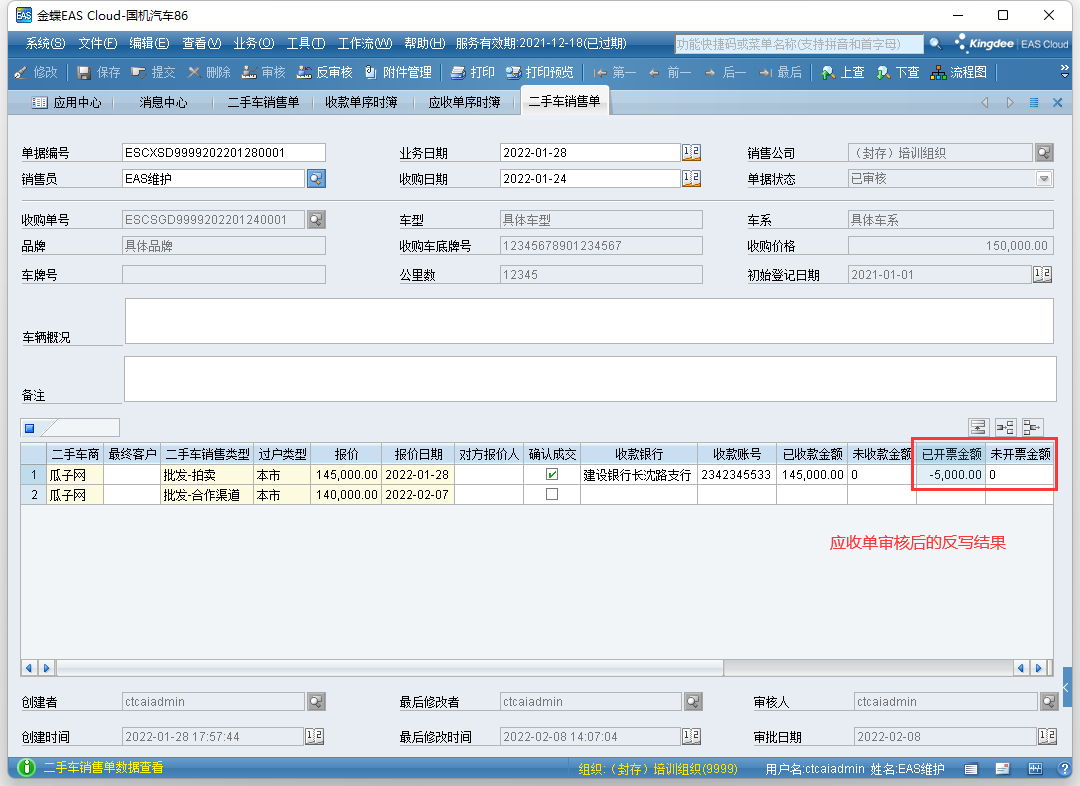 金蝶EAS Cloud-国机汽车86
系统(S) 文件(F) 编辑(E) 查看(V) 业务(O) 工具(T) 工作流(W) 帮助(H) 服务有效期:2021-12-18(已过期) 功能快捷码或菜单名称(支持拼音和首字母) Kingdee EAS Cloud
修改 保存 提交 删除 审核 反审核 附件管理 打印 打印预览 第一 前一 后一 最后 上查 下查 流程图
应用中心 消息中心 二手车销售单 收款单序时簿 应收单序时簿 二手车销售单
单据编号 ESCXSD9999202201280001 业务日期 2022-01-28 销售公司 （封存）培训组织
销售员 EAS维护 收购日期 2022-01-24 单据状态 已审核
收购单号 ESCSGD9999202201240001 车型 具体车型 车系 具体车系
品牌 具体品牌 收购车底牌号 12345678901234567 收购价格 150,000.00
车牌号 公里数 12345 初始登记日期 2021-01-01
车辆概况
备注
二手车商 最终客户 二手车销售类型 过户类型 报价 报价日期 对方报价人 确认成交 收款银行 收款账号 已收款金额 未收款金额 已开票金额 未开票金额
1 瓜子网 批发-拍卖 本市 145,000.00 2022-01-28 建设银行长沈路支行 2342345533 145,000.00 0 -5,000.00 0
2 瓜子网 批发-合作渠道 本市 140,000.00 2022-02-07
应收单审核后的反写结果
创建者 ctcaiadmin 最后修改者 ctcaiadmin 审核人 ctcaiadmin
创建时间 2022-01-28 17:57:44 最后修改时间 2022-02-08 14:07:04 审批日期 2022-02-08
二手车销售单数据查看 组织:（封存）培训组织(9999) 用户名:ctcaiadmin 姓名:EAS维护